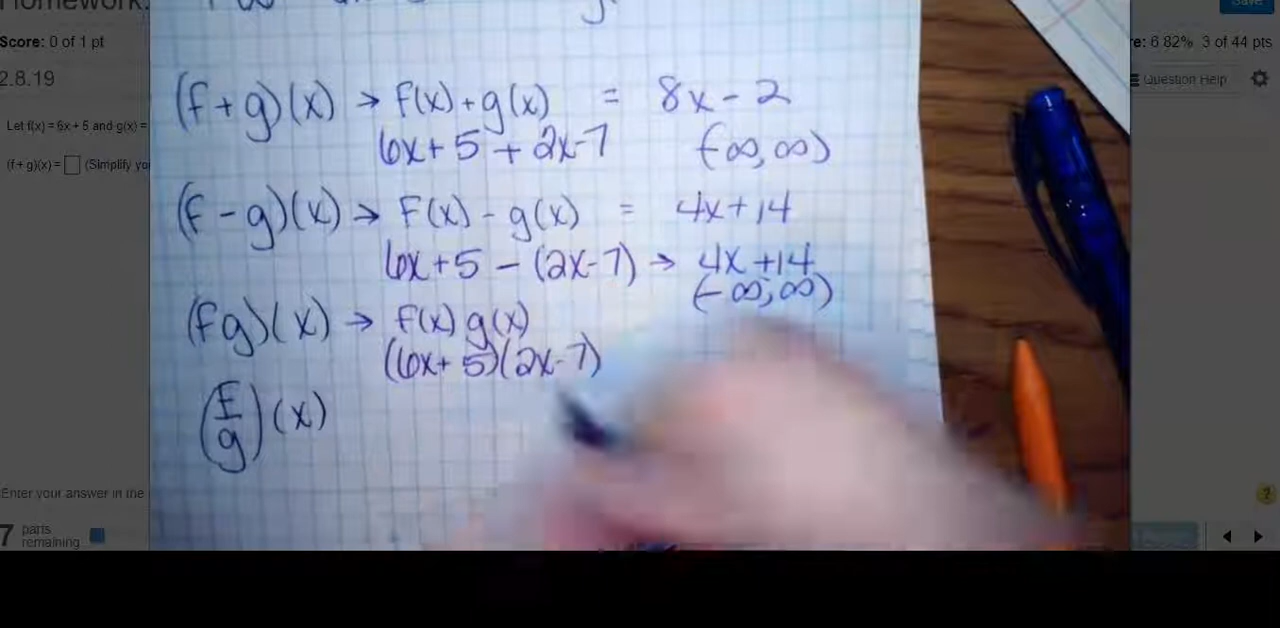 Homework:
Save
Score: 0 of 1 pt
re: 6.82% 3 of 44 pts
2.8.19
Question Help
Let f(x) = 6x + 5 and g(x) =
(f + g)(x) = (Simplify yo
(f+g)(x) → f(x)+g(x) = 8x-2
6x+5+2x-7 (-∞,∞)
(f-g)(x) → f(x)-g(x) = 4x+14
6x+5-(2x-7) → 4x+14
(-∞,∞)
(fg)(x) → f(x)g(x)
(6x+5)(2x-7)
(f/g)(x)
Enter your answer in the
?
7 parts
remaining